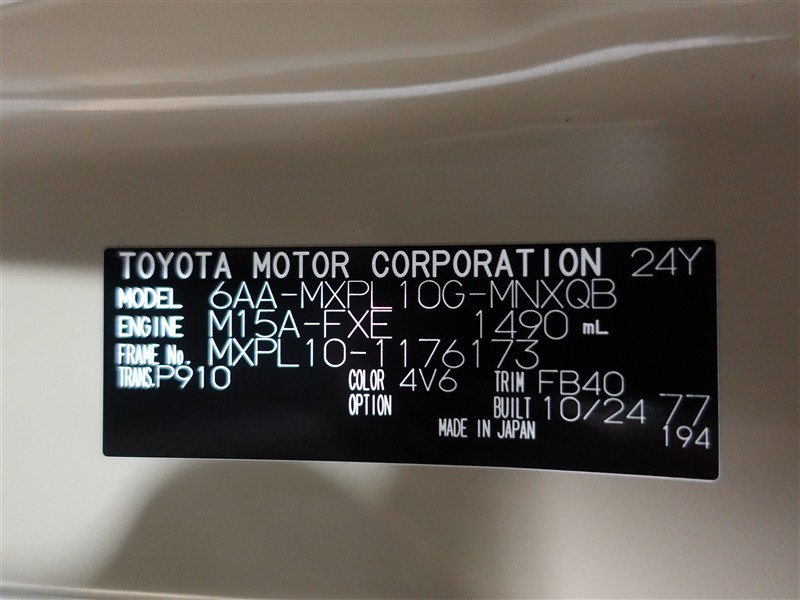 TOYOTA MOTOR CORPORATION 24Y
MODEL 6AA-MXPL10G-MNXQB
ENGINE M15A-FXE 1490 mL
FRAME No. MXPL10-1176173
TRANS. P910 COLOR 4V6 TRIM FB40
OPTION BUILT 10/24 77
MADE IN JAPAN 194